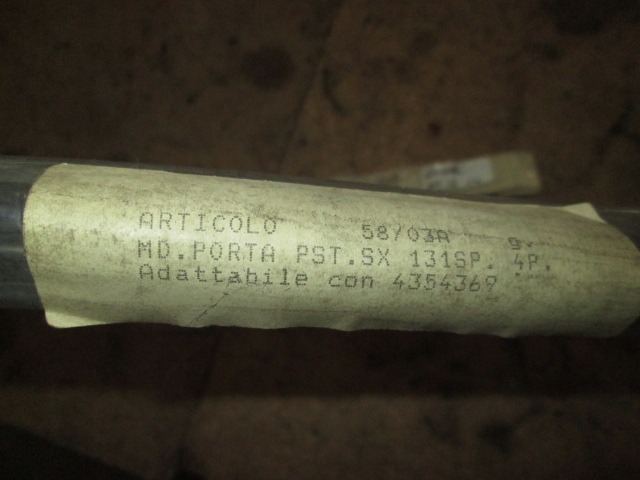 ARTICOLO 58/03A g.
MD.PORTA PST.SX 131SP. 4P.
Adattabile con 4354369